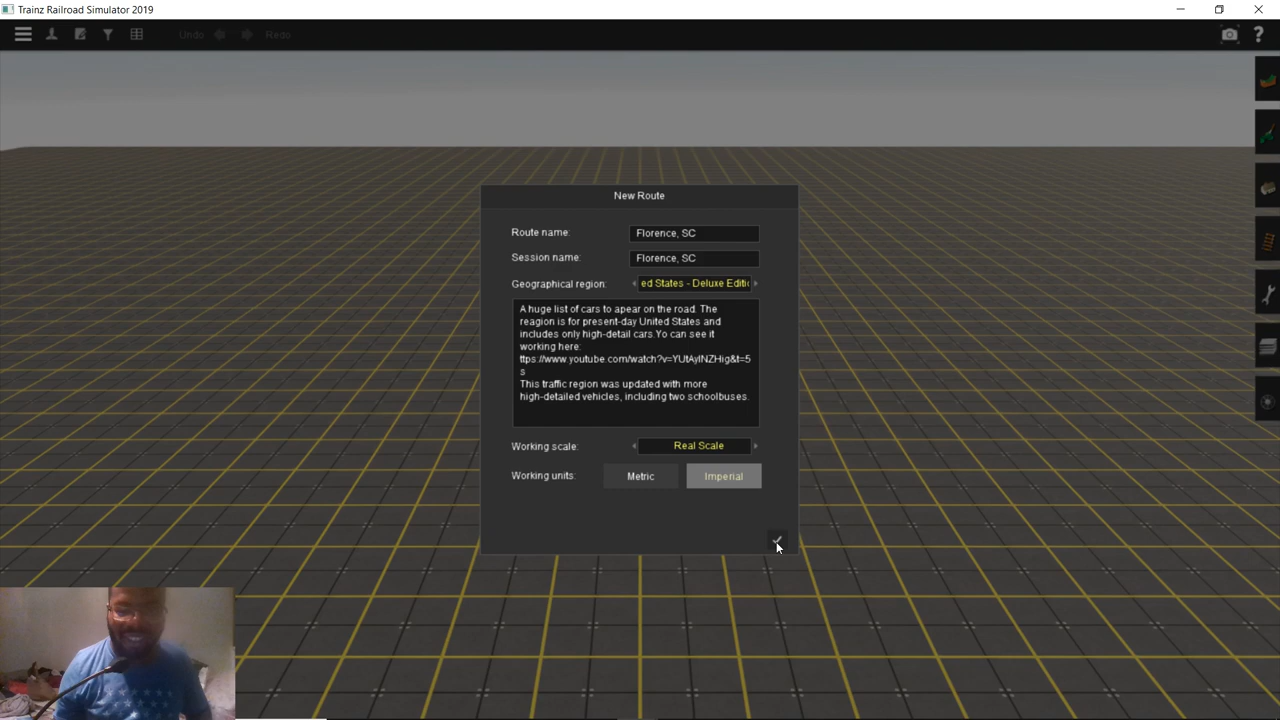 Trainz Railroad Simulator 2019
Undo Redo
New Route
Route name: Florence, SC
Session name: Florence, SC
Geographical region: ed States - Deluxe Editic
A huge list of cars to apear on the road. The
reagion is for present-day United States and
includes only high-detail cars.Yo can see it
working here:
ttps://www.youtube.com/watch?v=YUtAylNZHig&t=5
s
This traffic region was updated with more
high-detailed vehicles, including two schoolbuses.
Working scale: Real Scale
Working units: Metric Imperial